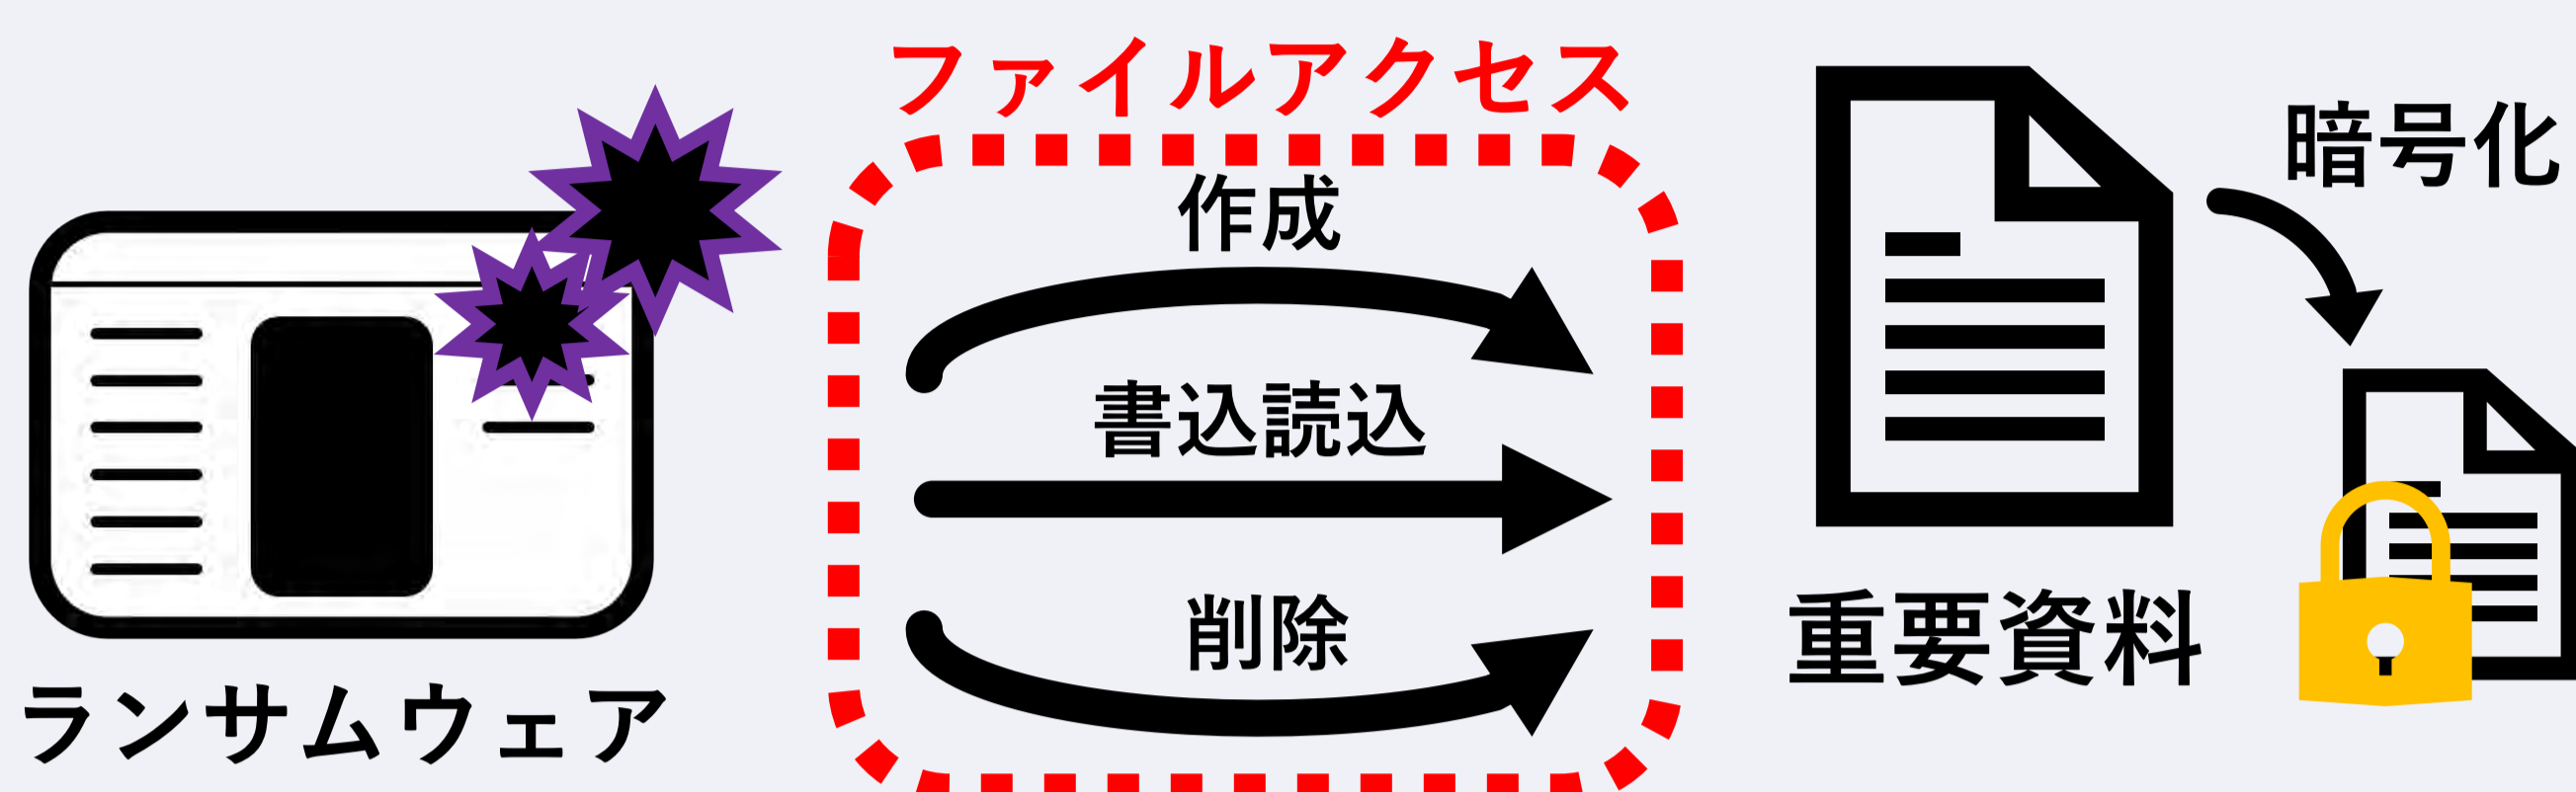 ファイルアクセス
作成
書込読込
削除
ランサムウェア
重要資料
暗号化